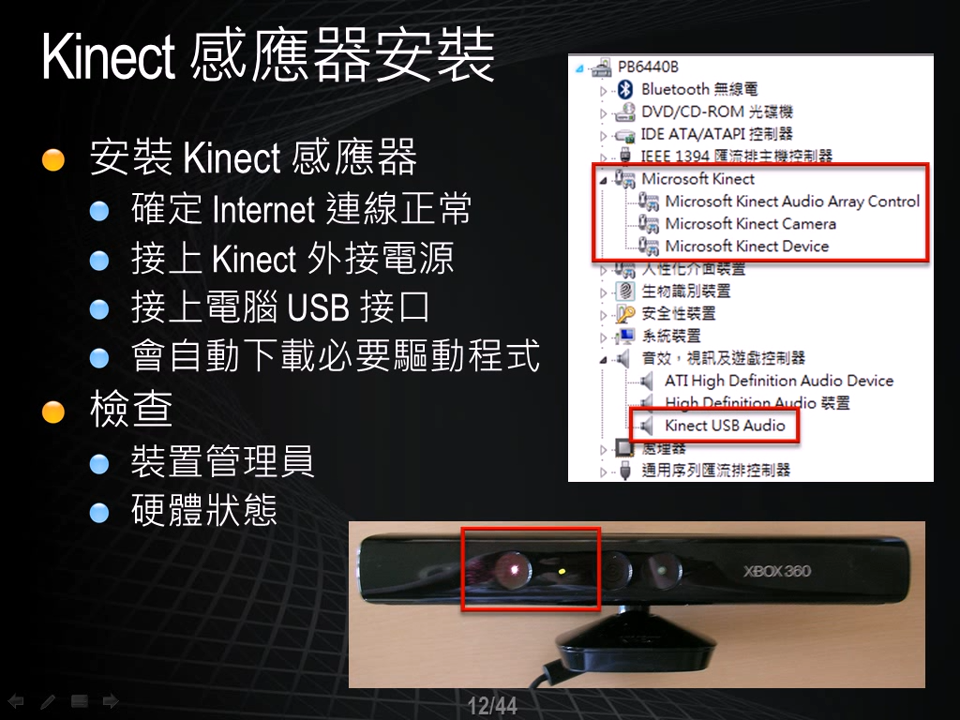 Kinect 感應器安裝
安裝 Kinect 感應器
確定 Internet 連線正常
接上 Kinect 外接電源
接上電腦 USB 接口
會自動下載必要驅動程式
檢查
裝置管理員
硬體狀態
PB6440B
Bluetooth 無線電
DVD/CD-ROM 光碟機
IDE ATA/ATAPI 控制器
IEEE 1394 匯流排主機控制器
Microsoft Kinect
Microsoft Kinect Audio Array Control
Microsoft Kinect Camera
Microsoft Kinect Device
人性化介面裝置
生物識別裝置
安全性裝置
系統裝置
音效，視訊及遊戲控制器
ATI High Definition Audio Device
High Definition Audio 裝置
Kinect USB Audio
處理器
通用序列匯流排控制器
XBOX 360
KINECT
12/44